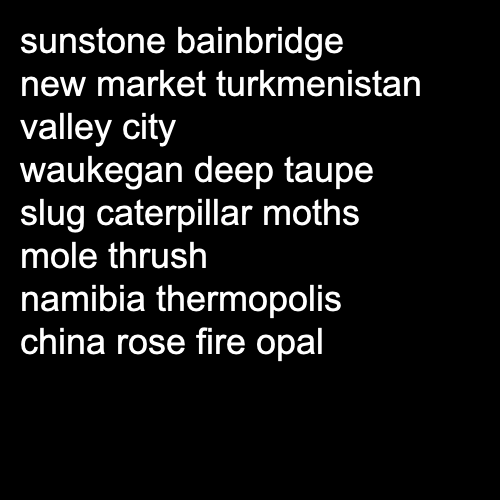 sunstone bainbridge
new market turkmenistan
valley city
waukegan deep taupe
slug caterpillar moths
mole thrush
namibia thermopolis
china rose fire opal